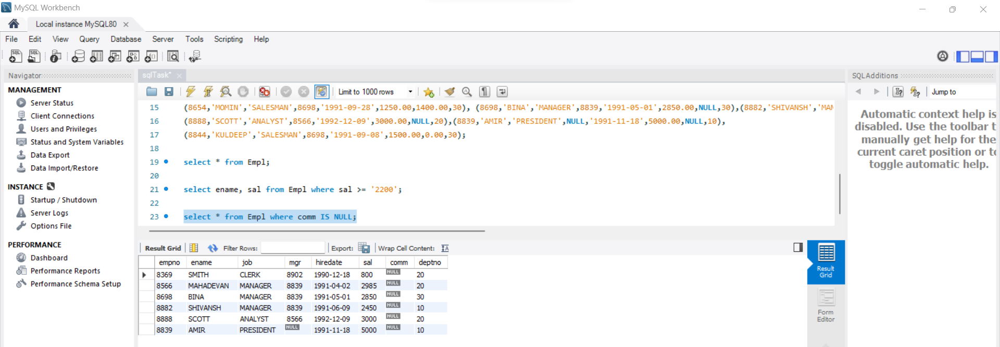 MySQL Workbench
Local instance MySQL80
File Edit View Query Database Server Tools Scripting Help
Navigator
MANAGEMENT
Server Status
Client Connections
Users and Privileges
Status and System Variables
Data Export
Data Import/Restore
INSTANCE
Startup / Shutdown
Server Logs
Options File
PERFORMANCE
Dashboard
Performance Reports
Performance Schema Setup
sqlTask*
Limit to 1000 rows
15 (8654,'MOMIN','SALESMAN',8698,'1991-09-28',1250.00,1400.00,30), (8698,'BINA','MANAGER',8839,'1991-05-01',2850.00,NULL,30),(8882,'SHIVANSH','MAN
16 (8888,'SCOTT','ANALYST',8566,'1992-12-09',3000.00,NULL,20),(8839,'AMIR','PRESIDENT',NULL,'1991-11-18',5000.00,NULL,10),
17 (8844,'KULDEEP','SALESMAN',8698,'1991-09-08',1500.00,0.00,30);
18
19 select * from Empl;
20
21 select ename, sal from Empl where sal >= '2200';
22
23 select * from Empl where comm IS NULL;
Result Grid Filter Rows: Export: Wrap Cell Content: IA
empno ename job mgr hiredate sal comm deptno
8369 SMITH CLERK 8902 1990-12-18 800 NULL 20
8566 MAHADEVAN MANAGER 8839 1991-04-02 2985 NULL 20
8698 BINA MANAGER 8839 1991-05-01 2850 NULL 30
8882 SHIVANSH MANAGER 8839 1991-06-09 2450 NULL 10
8888 SCOTT ANALYST 8566 1992-12-09 3000 NULL 20
8839 AMIR PRESIDENT NULL 1991-11-18 5000 NULL 10
Result
Grid
Form
Editor
SQLAdditions
Jump to
Automatic context help is
disabled. Use the toolbar t
manually get help for the
current caret position or to
toggle automatic help.